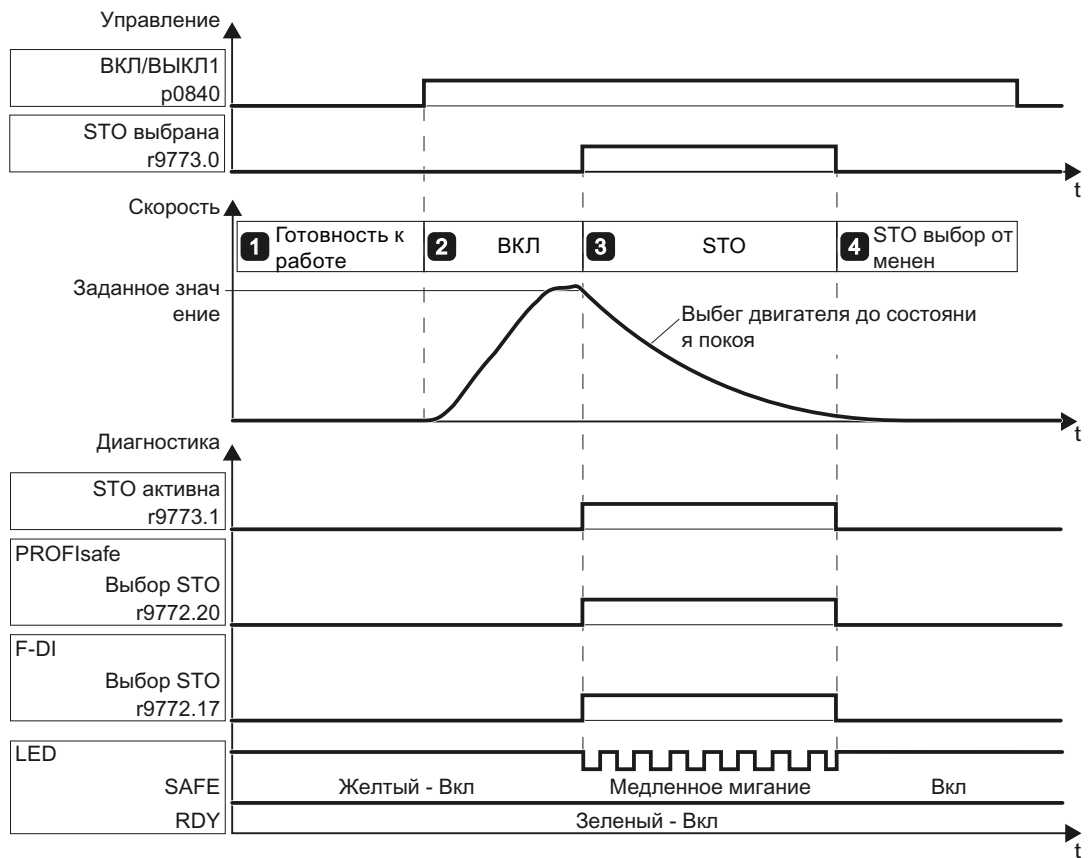 Управление
ВКЛ/ВЫКЛ1
p0840
STO выбрана
r9773.0
t
Скорость
1 Готовность к
работе
2 ВКЛ
3 STO
4 STO выбор от
менен
Заданное знач
ение
Выбег двигателя до состояни
я покоя
t
Диагностика
STO активна
r9773.1
PROFIsafe
Выбор STO
r9772.20
F-DI
Выбор STO
r9772.17
LED
SAFE
Желтый - Вкл
Медленное мигание
Вкл
RDY
Зеленый - Вкл
t